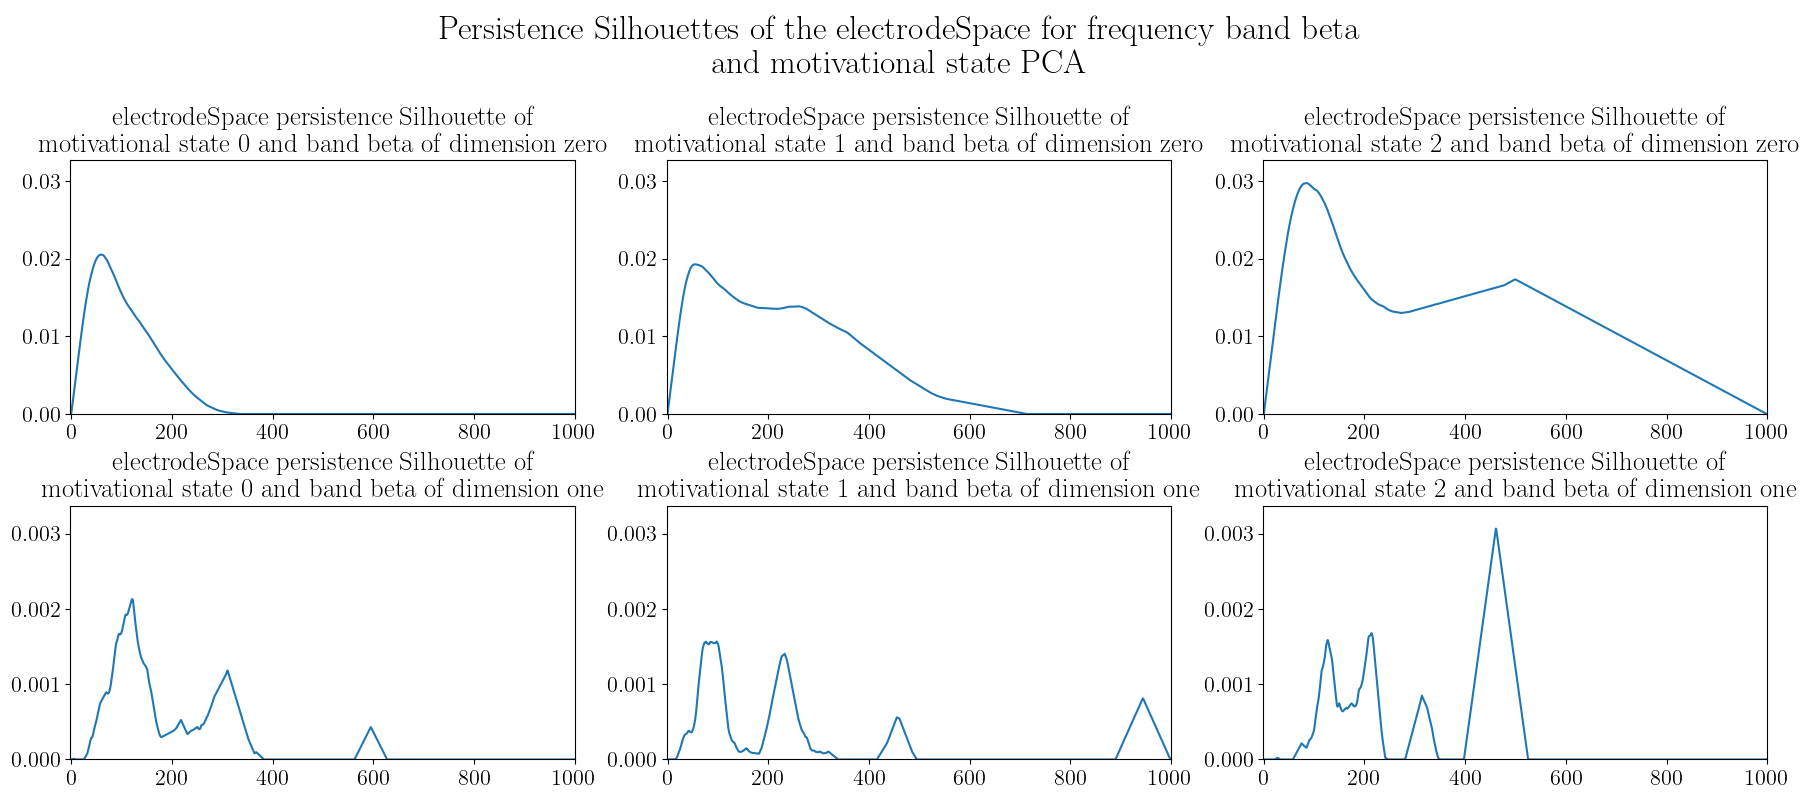 Persistence Silhouettes of the electrodeSpace for frequency band beta
and motivational state PCA
electrodeSpace persistence Silhouette of
motivational state 0 and band beta of dimension zero
0.03
0.02
0.01
0.00
0 200 400 600 800 1000
electrodeSpace persistence Silhouette of
motivational state 1 and band beta of dimension zero
0.03
0.02
0.01
0.00
0 200 400 600 800 1000
electrodeSpace persistence Silhouette of
motivational state 2 and band beta of dimension zero
0.03
0.02
0.01
0.00
0 200 400 600 800 1000
electrodeSpace persistence Silhouette of
motivational state 0 and band beta of dimension one
0.003
0.002
0.001
0.000
0 200 400 600 800 1000
electrodeSpace persistence Silhouette of
motivational state 1 and band beta of dimension one
0.003
0.002
0.001
0.000
0 200 400 600 800 1000
electrodeSpace persistence Silhouette of
motivational state 2 and band beta of dimension one
0.003
0.002
0.001
0.000
0 200 400 600 800 1000